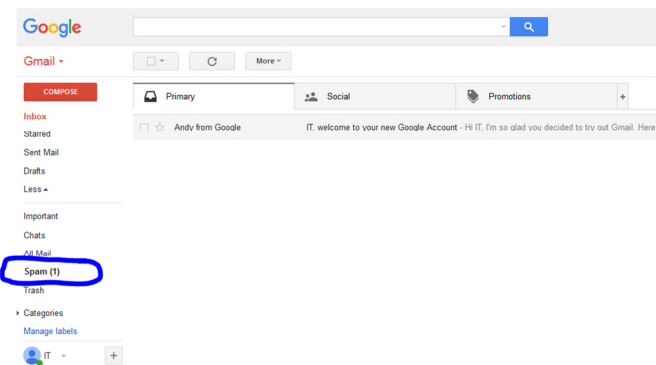 Google
Gmail
More
COMPOSE
Primary
Social
Promotions
+
Inbox
Starred
Andy from Google
IT, welcome to your new Google Account - Hi IT, I'm so glad you decided to try out Gmail. Here
Sent Mail
Drafts
Less
Important
Chats
All Mail
Spam (1)
Trash
Categories
Manage labels
IT
+